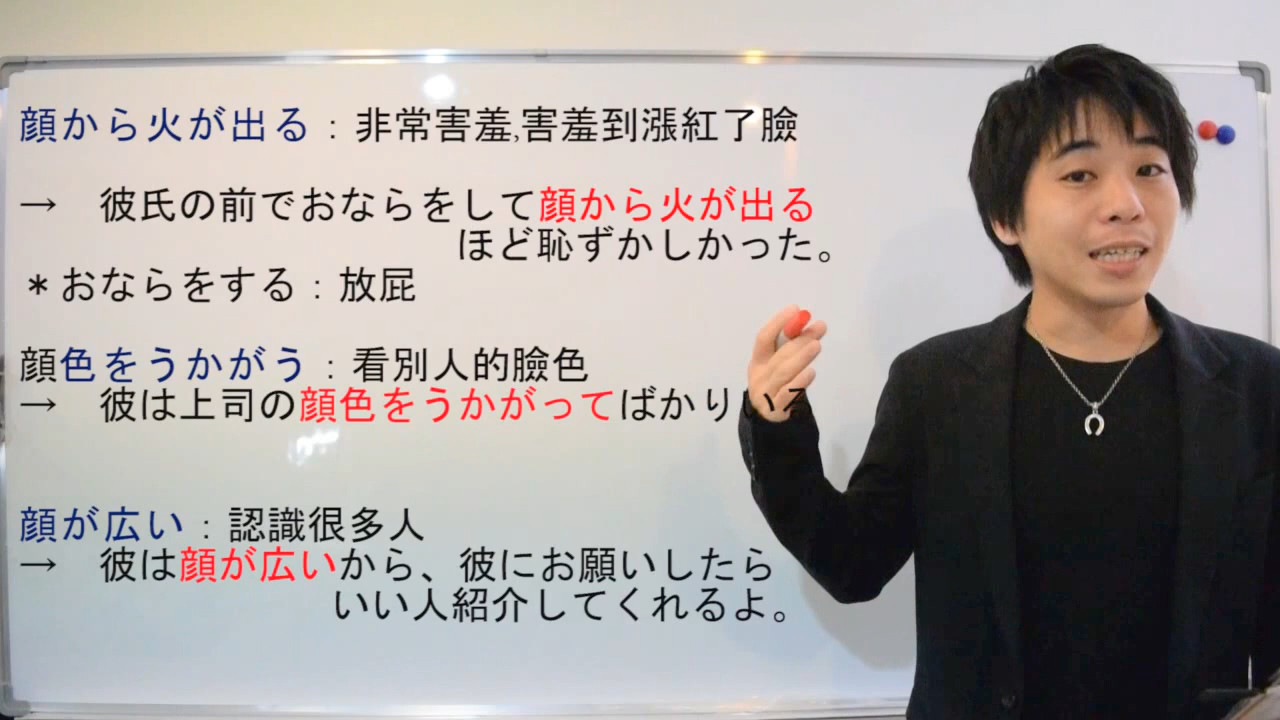 顔から火が出る：非常害羞,害羞到漲紅了臉
→　彼氏の前でおならをして顔から火が出る
ほど恥ずかしかった。
＊おならをする：放屁
顔色をうかがう：看別人的臉色
→　彼は上司の顔色をうかがってばかりいる
顔が広い：認識很多人
→　彼は顔が広いから、彼にお願いしたら
いい人紹介してくれるよ。